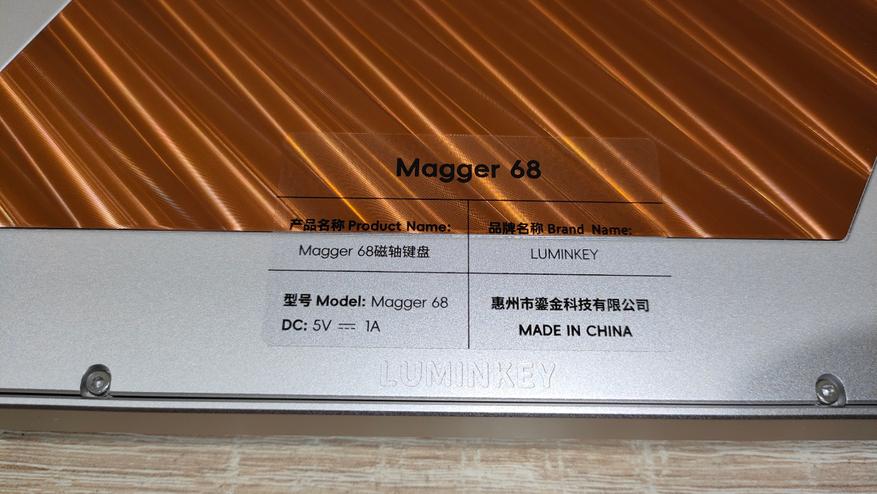 Magger 68
产品名称 Product Name:
Magger 68磁轴键盘
品牌名称 Brand Name:
LUMINKEY
型号 Model: Magger 68
DC: 5V ⎓ 1A
惠州市鎏金科技有限公司
MADE IN CHINA
LUMINKEY